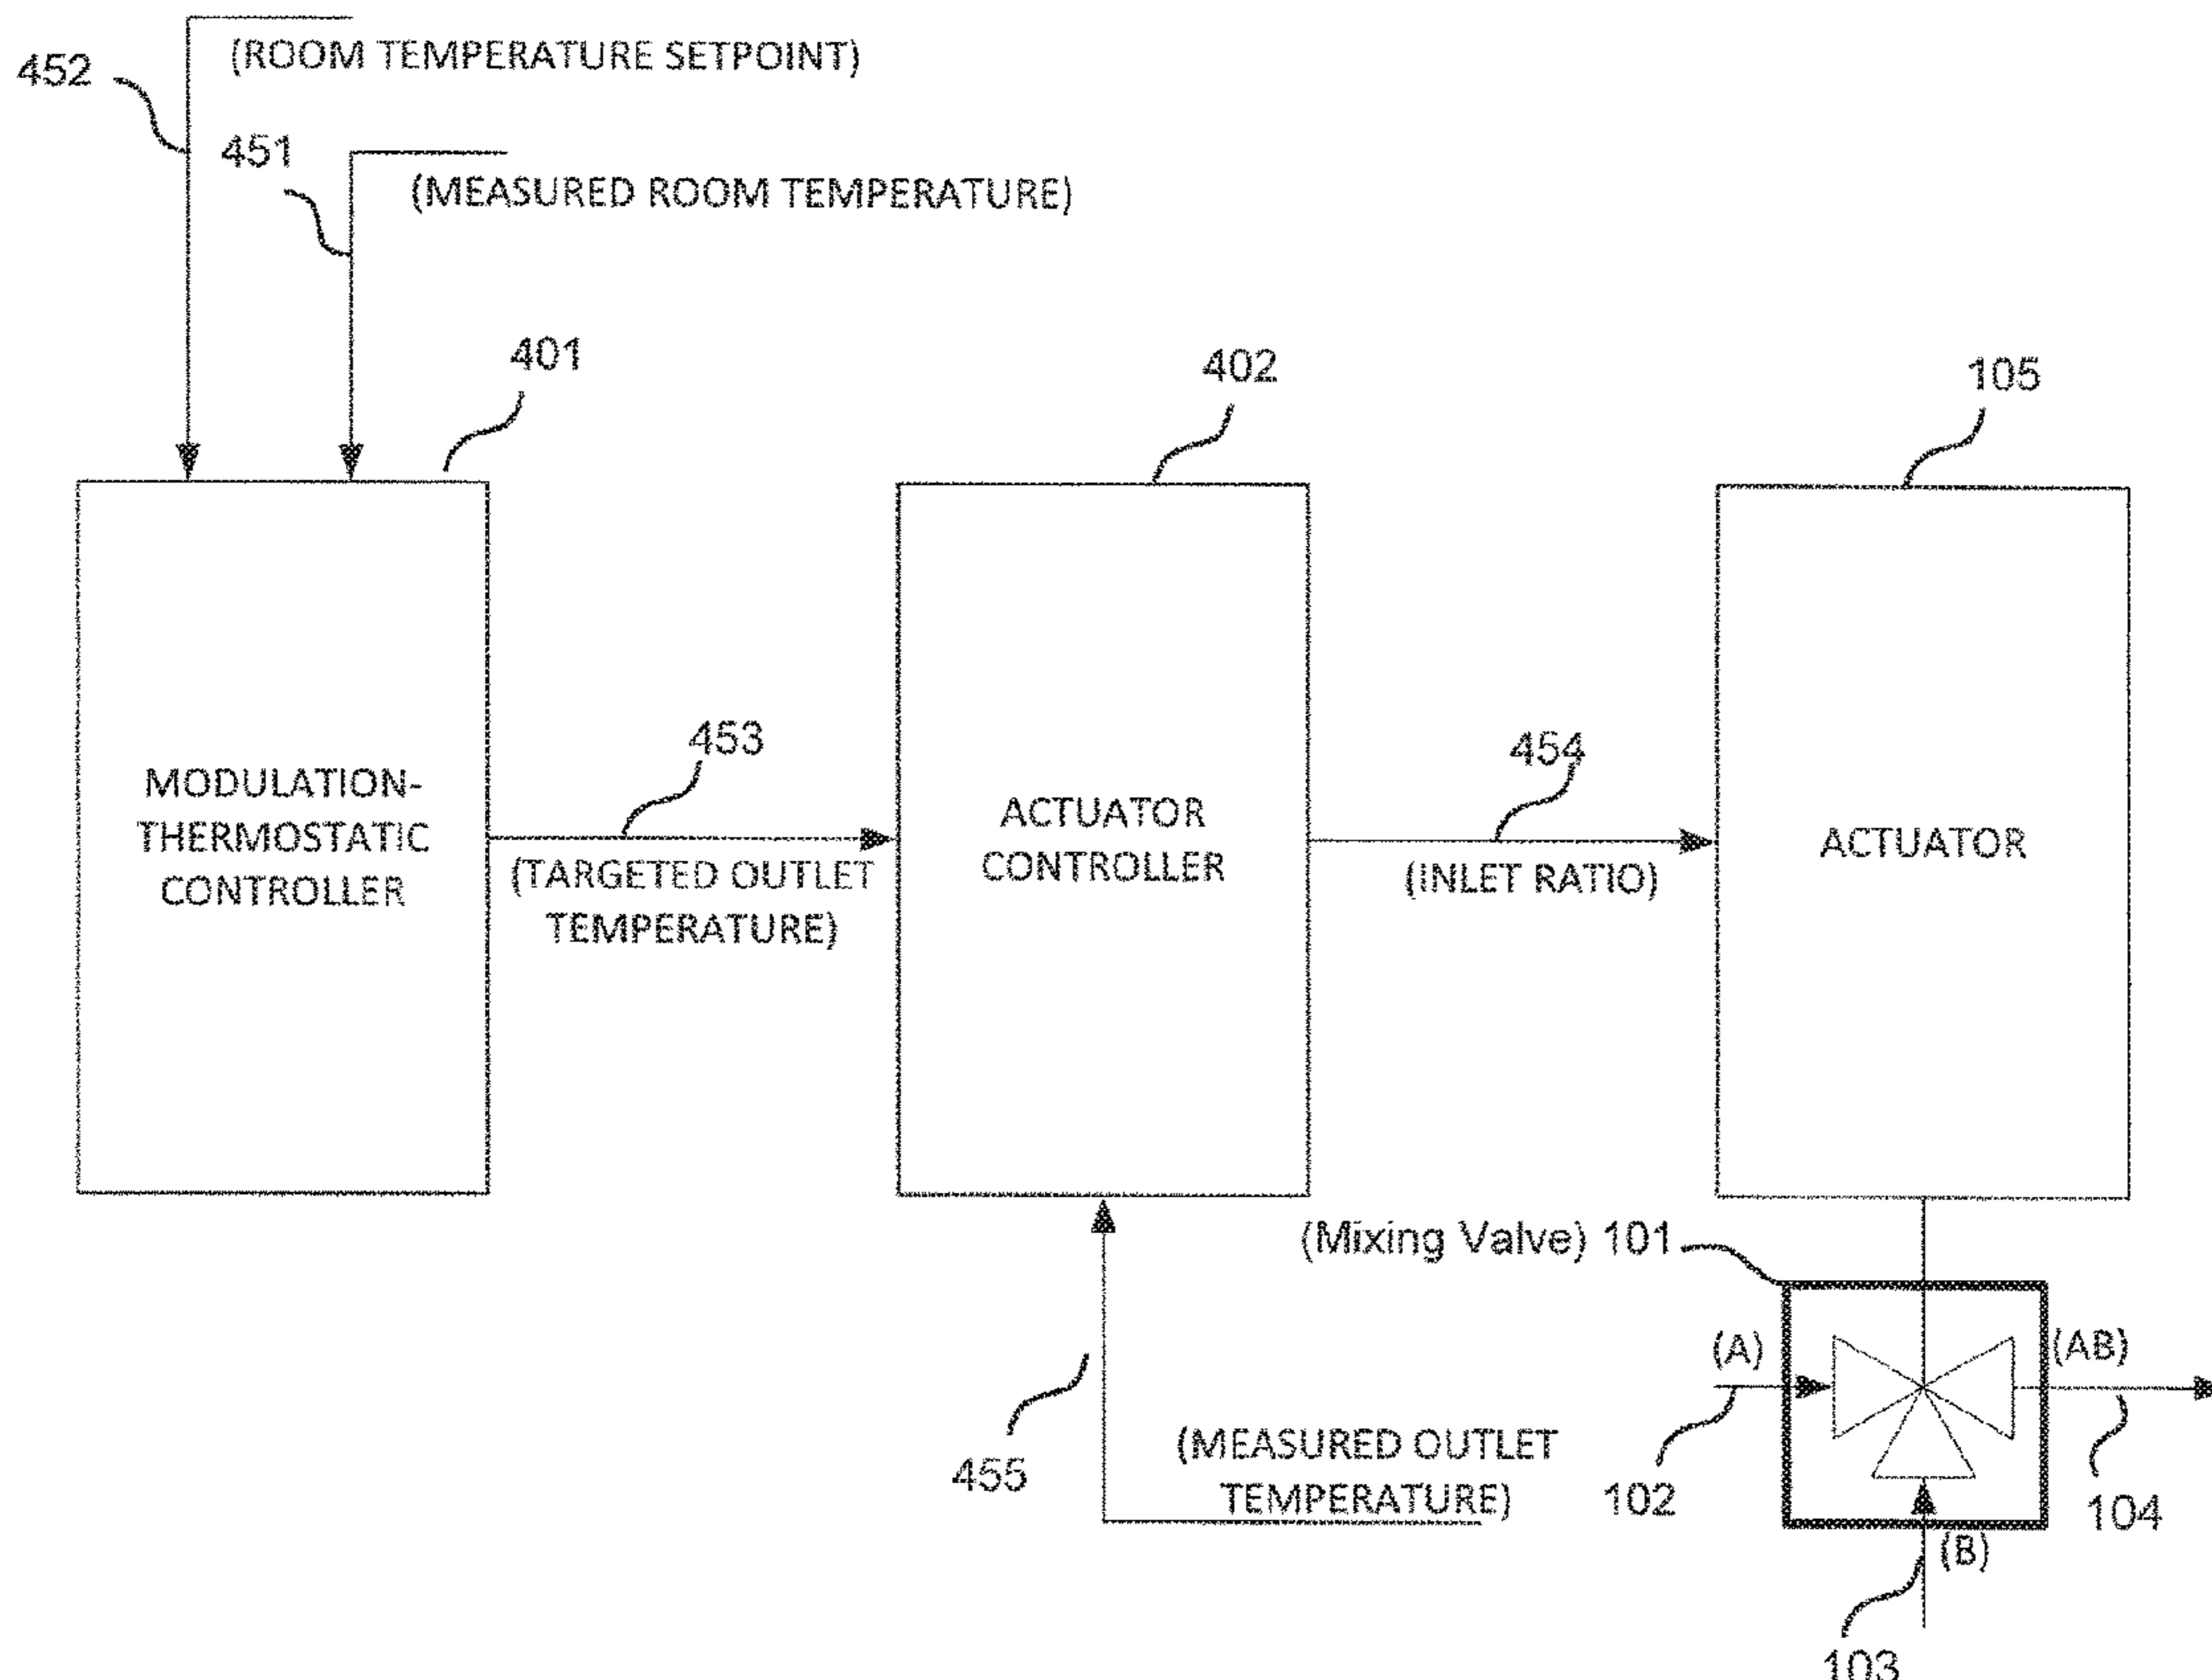 (ROOM TEMPERATURE SETPOINT)
452
451
(MEASURED ROOM TEMPERATURE)
401
402
105
MODULATION-
THERMOSTATIC
CONTROLLER
453
(TARGETED OUTLET
TEMPERATURE)
ACTUATOR
CONTROLLER
454
(INLET RATIO)
ACTUATOR
(Mixing Valve) 101
(A)
(AB)
455
(MEASURED OUTLET
TEMPERATURE)
102
104
(B)
103